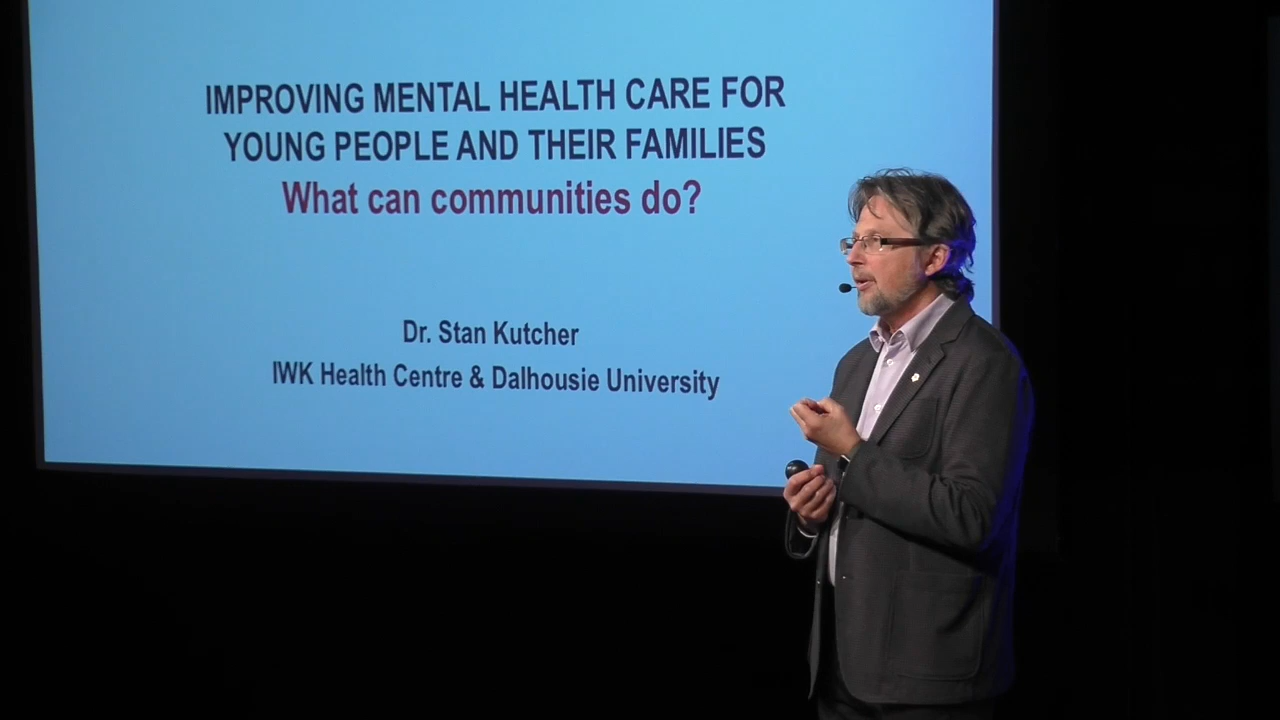 IMPROVING MENTAL HEALTH CARE FOR
YOUNG PEOPLE AND THEIR FAMILIES
What can communities do?
Dr. Stan Kutcher
IWK Health Centre & Dalhousie University